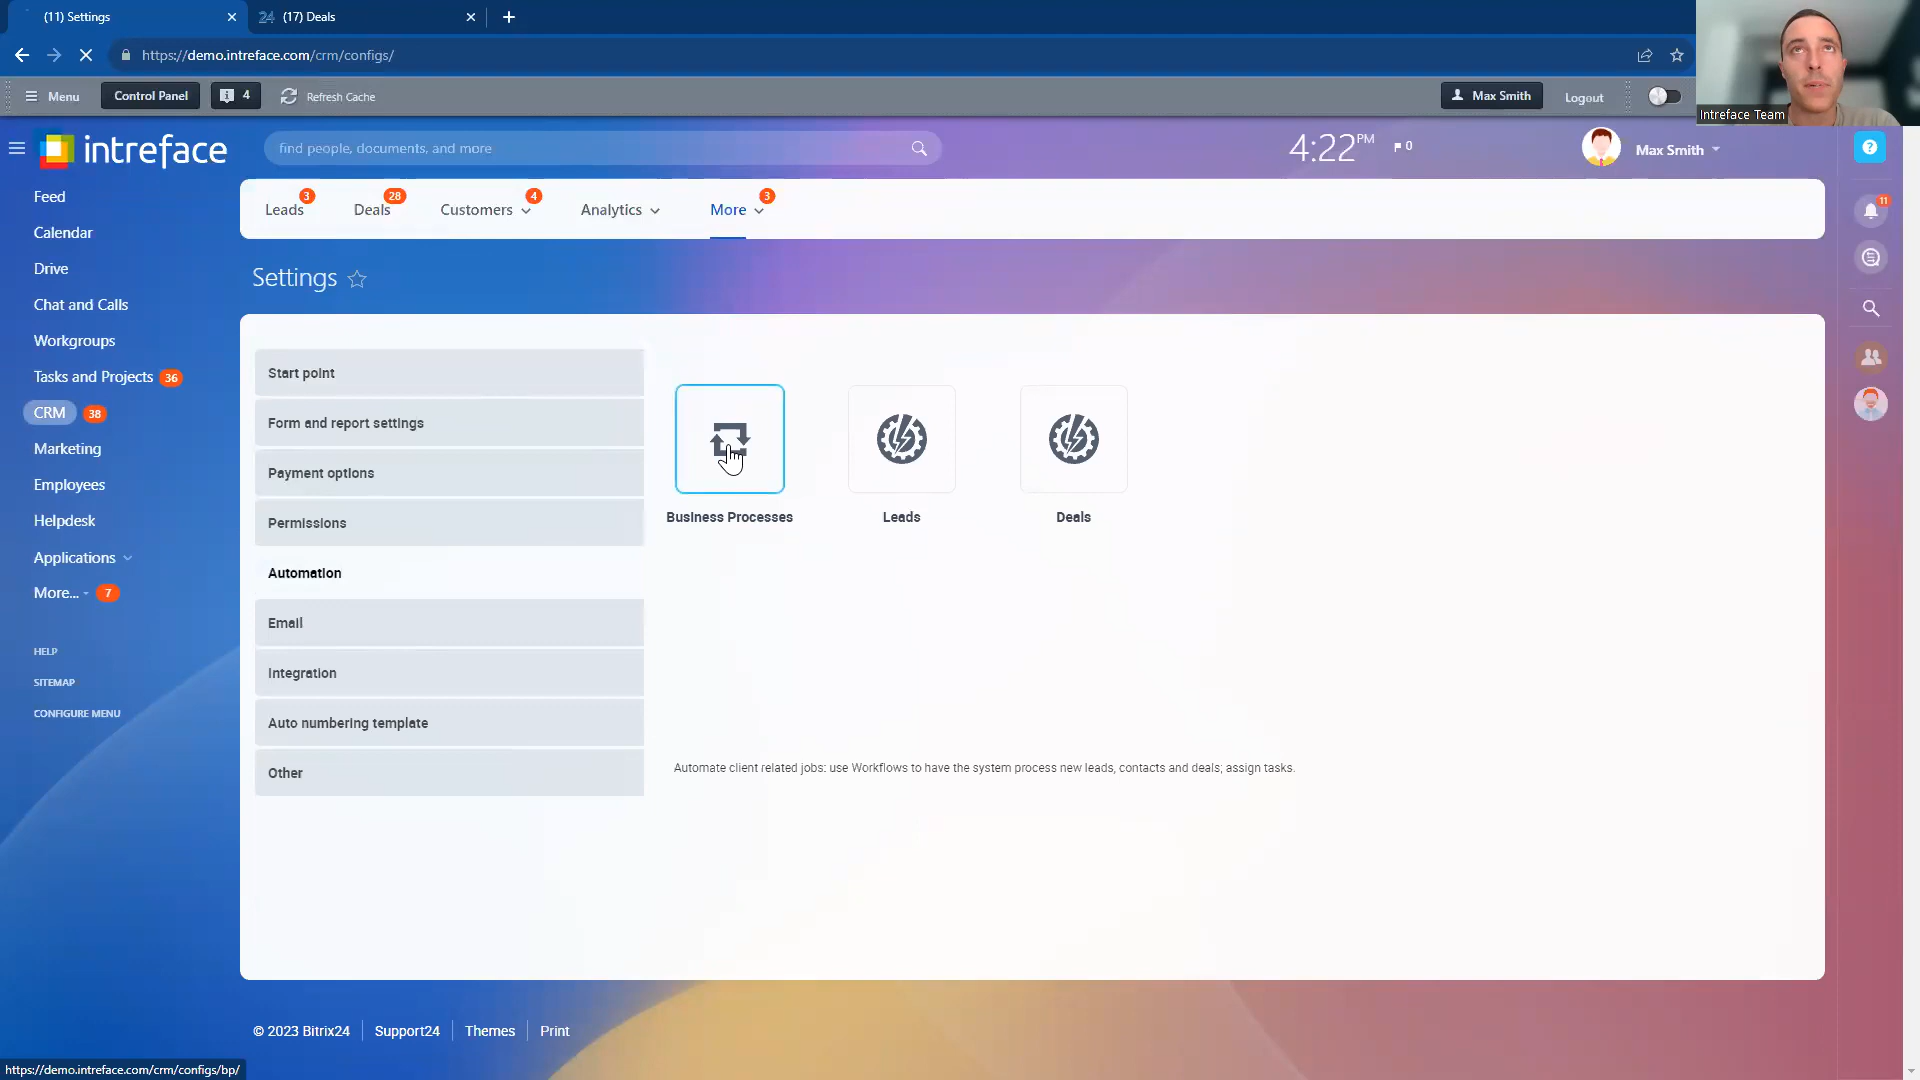 (11) Settings
24 (17) Deals
https://demo.intreface.com/crm/configs/
Menu
Control Panel
4
Refresh Cache
Max Smith
Logout
Intreface Team
intreface
find people, documents, and more
4:22 PM
0
Max Smith
?
Feed
Calendar
Drive
Chat and Calls
Workgroups
Tasks and Projects 36
CRM 38
Marketing
Employees
Helpdesk
Applications
More... 7
HELP
SITEMAP
CONFIGURE MENU
Leads 3
Deals 28
Customers 4
Analytics
More 3
11
Settings
Start point
Form and report settings
Payment options
Permissions
Automation
Email
Integration
Auto numbering template
Other
Business Processes
Leads
Deals
Automate client related jobs: use Workflows to have the system process new leads, contacts and deals; assign tasks.
© 2023 Bitrix24
Support24
Themes
Print
https://demo.intreface.com/crm/configs/bp/